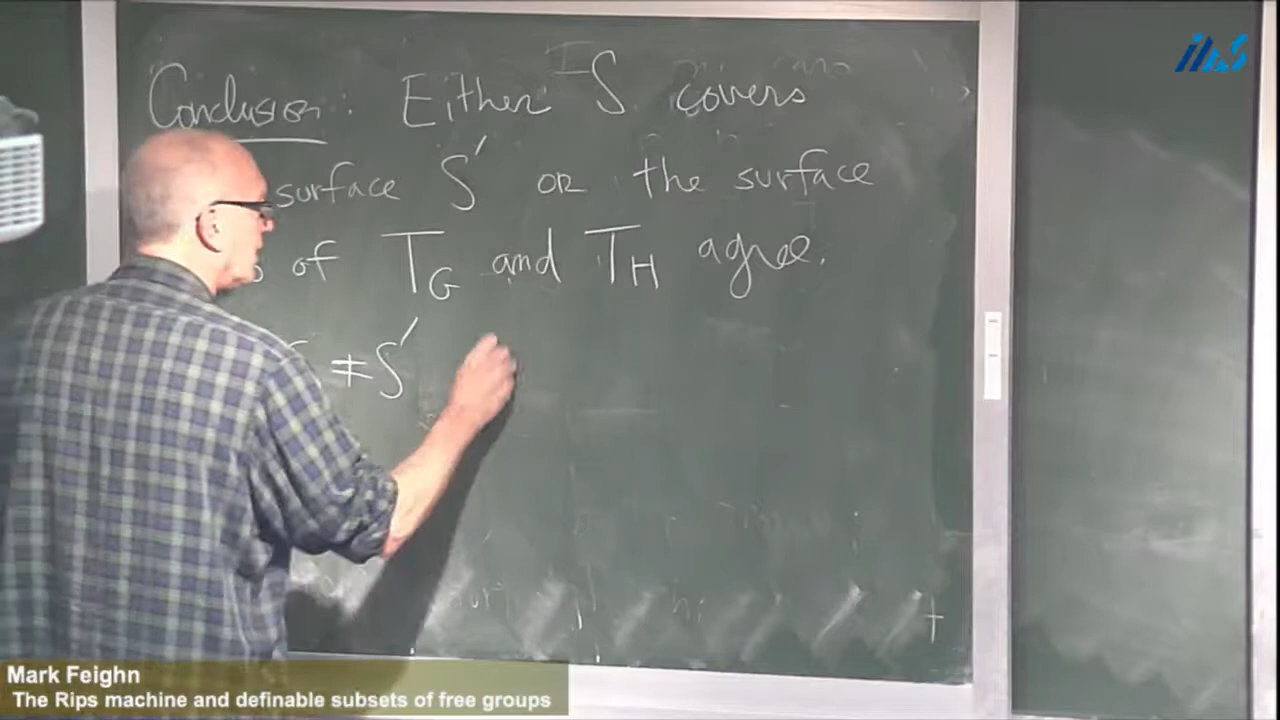 IHES
Conclusion: Either S covers
surface S' or the surface
of T_G and T_H agree.
≠ S'
Mark Feighn
The Rips machine and definable subsets of free groups